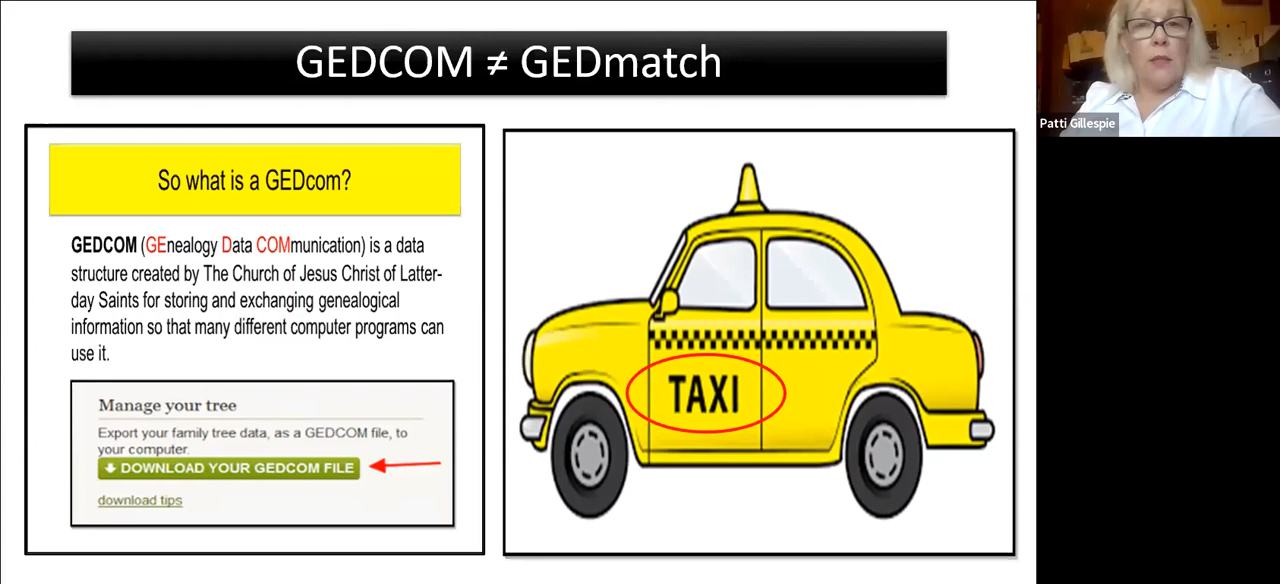 GEDCOM ≠ GEDmatch
Patti Gillespie
So what is a GEDcom?
GEDCOM (GEnealogy Data COMmunication) is a data
structure created by The Church of Jesus Christ of Latter-
day Saints for storing and exchanging genealogical
information so that many different computer programs can
use it.
Manage your tree
Export your family tree data, as a GEDCOM file, to
your computer.
DOWNLOAD YOUR GEDCOM FILE
download tips
TAXI